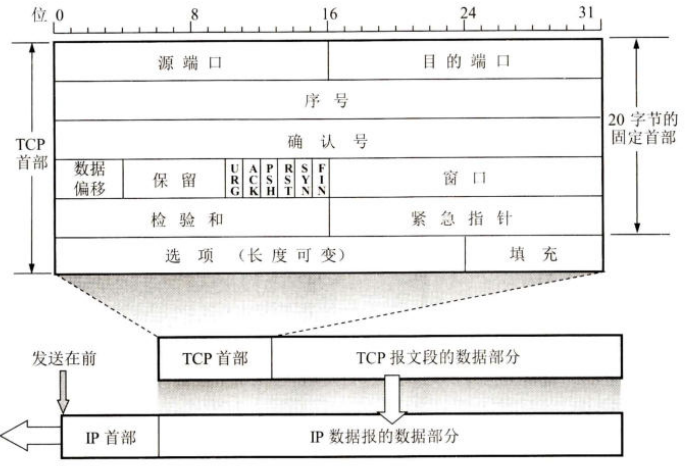 位 0 8 16 24 31
源端口 目的端口
序号
TCP
首部
确认号
20 字节的
固定首部
数据
偏移
保留
URG
ACK
PSH
RST
SYN
FIN
窗口
检验和 紧急指针
选项 (长度可变) 填充
发送在前
TCP 首部 TCP 报文段的数据部分
IP 首部 IP 数据报的数据部分